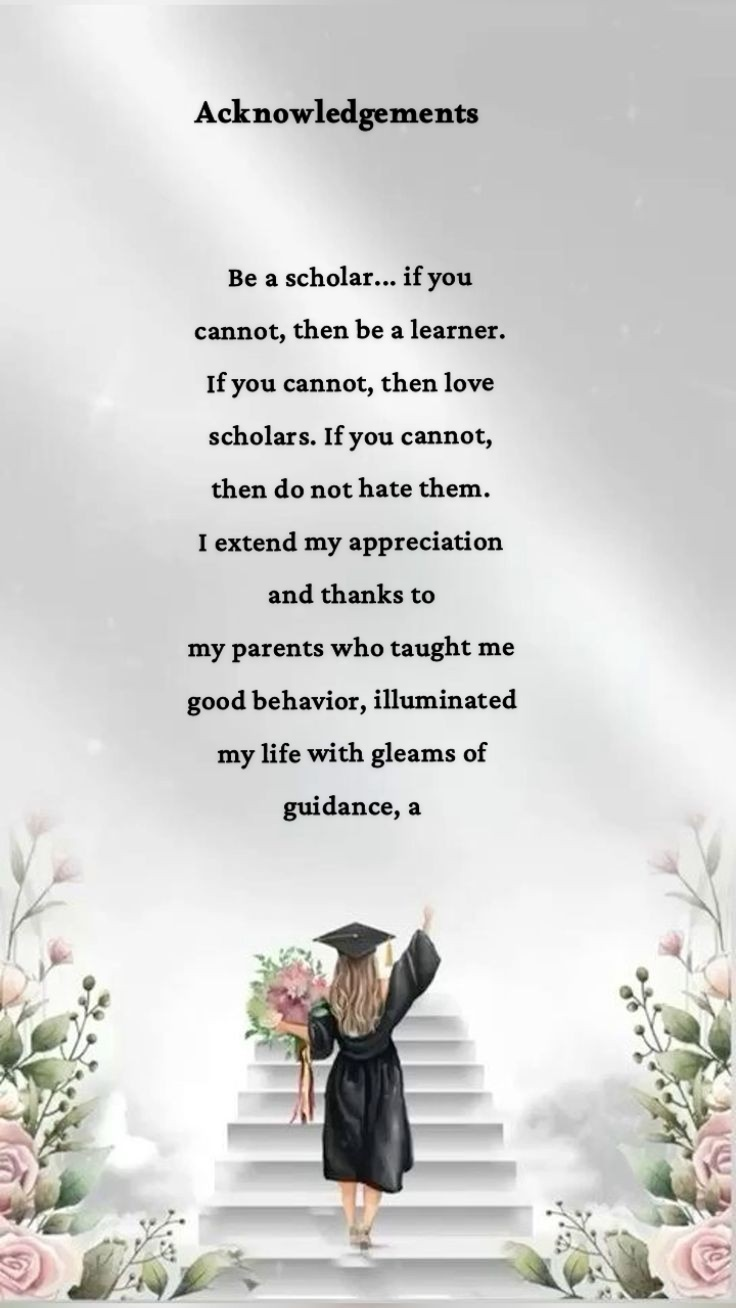 Acknowledgements
Be a scholar... if you
cannot, then be a learner.
If you cannot, then love
scholars. If you cannot,
then do not hate them.
I extend my appreciation
and thanks to
my parents who taught me
good behavior, illuminated
my life with gleams of
guidance, a